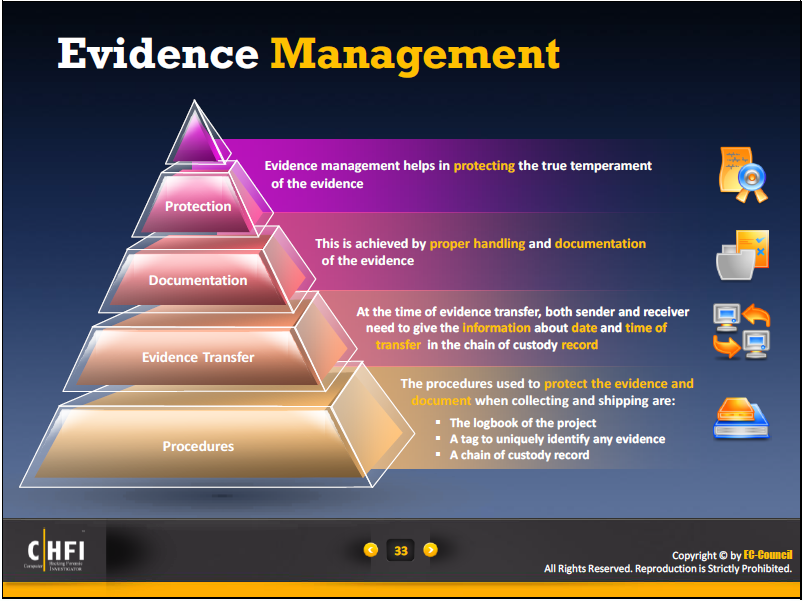 Evidence Management
Evidence management helps in protecting the true temperament
of the evidence
Protection
This is achieved by proper handling and documentation
of the evidence
Documentation
At the time of evidence transfer, both sender and receiver
need to give the information about date and time of
transfer in the chain of custody record
Evidence Transfer
The procedures used to protect the evidence and
document when collecting and shipping are:
▪ The logbook of the project
▪ A tag to uniquely identify any evidence
▪ A chain of custody record
Procedures
CHFI
Computer Hacking Forensic
INVESTIGATOR
33
Copyright © by EC-Council
All Rights Reserved. Reproduction is Strictly Prohibited.